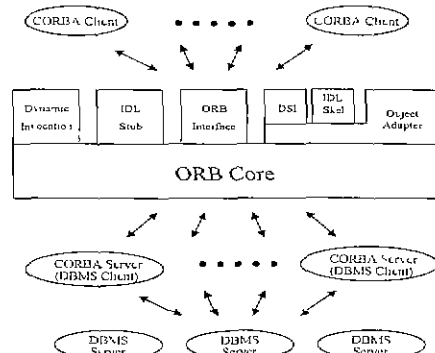 CORBA Client
CORBA Client
Dynamic
Invocation
IDL
Stub
ORB
Interface
DSI
IDL
Skel
Object
Adapter
ORB Core
CORBA Server
(DBMS Client)
CORBA Server
(DBMS Client)
DBMS
Server
DBMS
Server
DBMS
Server